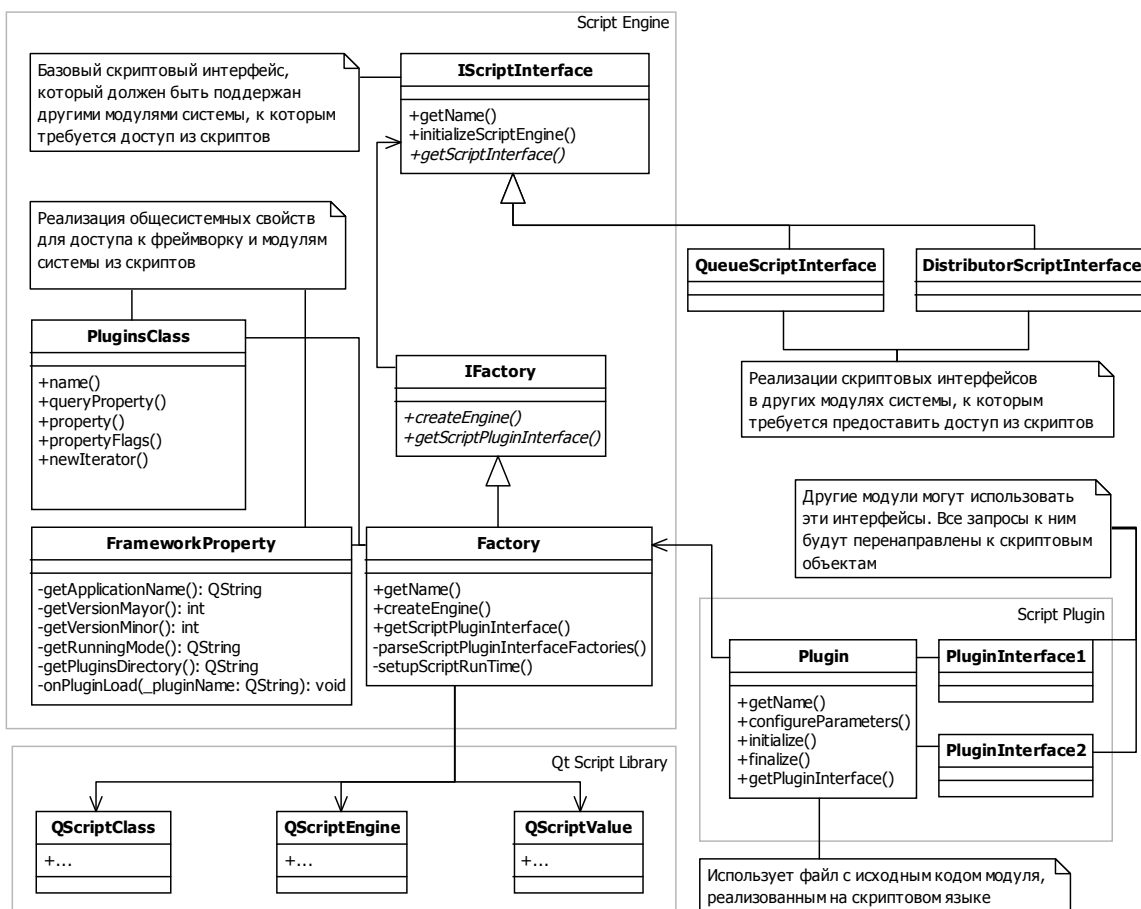 Script Engine
Базовый скриптовый интерфейс,
который должен быть поддержан
другими модулями системы, к которым
требуется доступ из скриптов
IScriptInterface
+getName()
+initializeScriptEngine()
+getScriptInterface()
Реализация общесистемных свойств
для доступа к фреймворку и модулям
системы из скриптов
QueueScriptInterface
DistributorScriptInterface
PluginsClass
+name()
+queryProperty()
+property()
+propertyFlags()
+newIterator()
IFactory
+createEngine()
+getScriptPluginInterface()
Реализации скриптовых интерфейсов
в других модулях системы, к которым
требуется предоставить доступ из скриптов
Другие модули могут использовать
эти интерфейсы. Все запросы к ним
будут перенаправлены к скриптовым
объектам
FrameworkProperty
-getApplicationName(): QString
-getVersionMayor(): int
-getVersionMinor(): int
-getRunningMode(): QString
-getPluginsDirectory(): QString
-onPluginLoad(_pluginName: QString): void
Factory
+getName()
+createEngine()
+getScriptPluginInterface()
-parseScriptPluginInterfaceFactories()
-setupScriptRunTime()
Script Plugin
Plugin
+getName()
+configureParameters()
+initialize()
+finalize()
+getPluginInterface()
PluginInterface1
PluginInterface2
Qt Script Library
QScriptClass
+...
QScriptEngine
+...
QScriptValue
+...
Использует файл с исходным кодом модуля,
реализованным на скриптовом языке